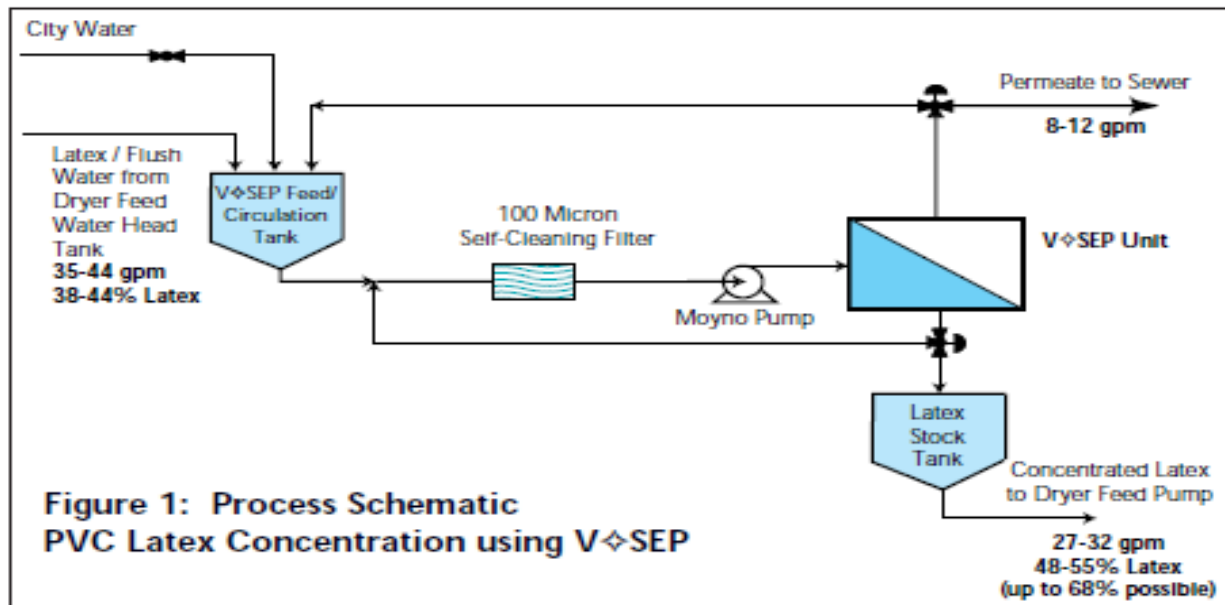 City Water
Permeate to Sewer
8-12 gpm
Latex / Flush
Water from
Dryer Feed
Water Head
Tank
35-44 gpm
38-44% Latex
V✧SEP Feed/
Circulation
Tank
100 Micron
Self-Cleaning Filter
Moyno Pump
V✧SEP Unit
Latex
Stock
Tank
Concentrated Latex
to Dryer Feed Pump
27-32 gpm
48-55% Latex
(up to 68% possible)
Figure 1: Process Schematic
PVC Latex Concentration using V✧SEP